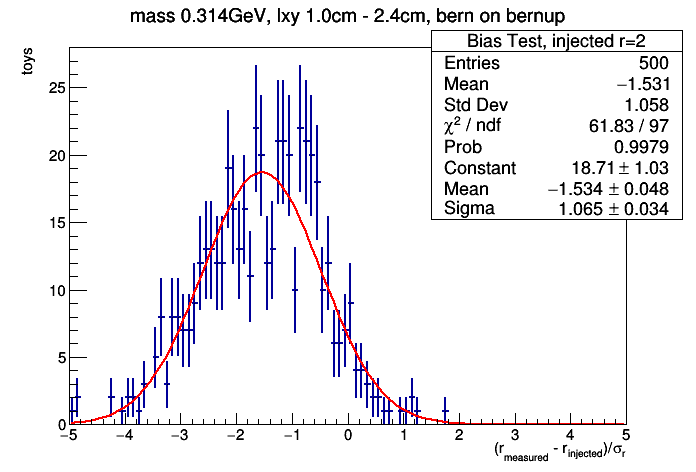 mass 0.314GeV, lxy 1.0cm - 2.4cm, bern on bernup
toys
Bias Test, injected r=2
Entries 500
Mean −1.531
Std Dev 1.058
χ² / ndf 61.83 / 97
Prob 0.9979
Constant 18.71 ± 1.03
Mean −1.534 ± 0.048
Sigma 1.065 ± 0.034
25
20
15
10
5
0
−5 −4 −3 −2 −1 0 1 2 3 4 5
(r_measured - r_injected)/σ_r